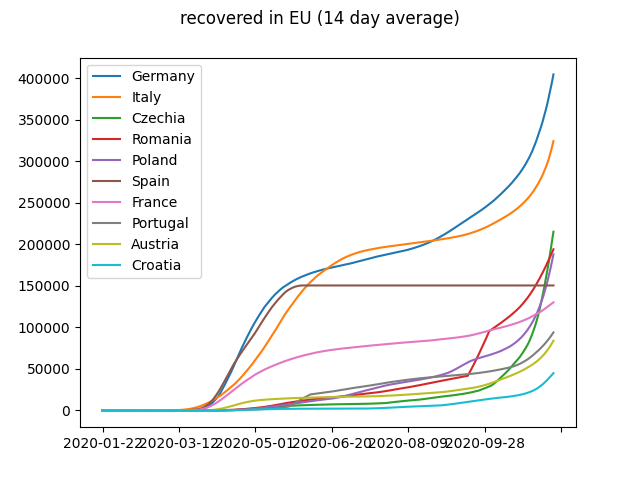 recovered in EU (14 day average)
400000
350000
300000
250000
200000
150000
100000
50000
0
Germany
Italy
Czechia
Romania
Poland
Spain
France
Portugal
Austria
Croatia
2020-01-22 2020-03-12 2020-05-01 2020-06-20 2020-08-09 2020-09-28